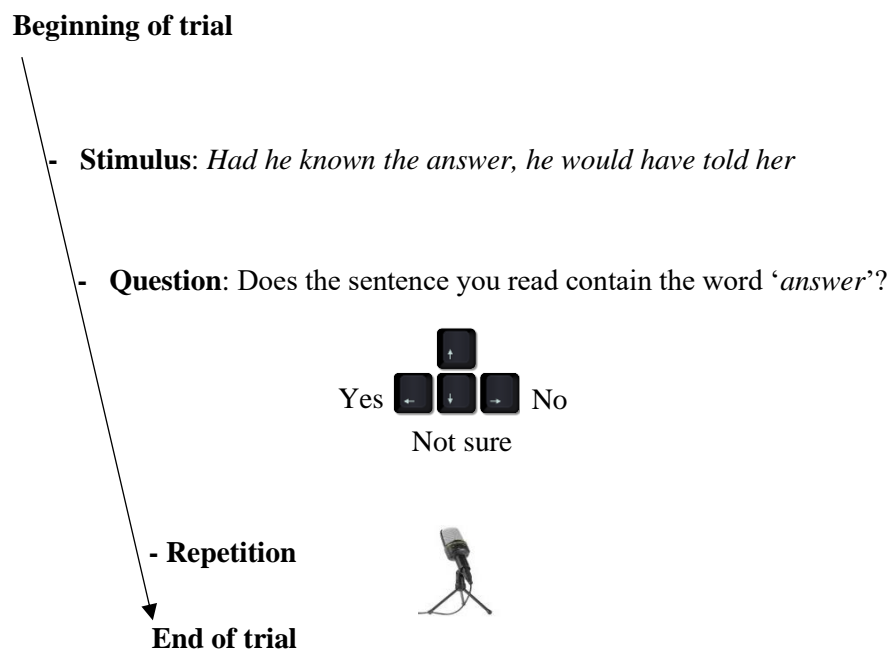 Beginning of trial
- Stimulus: Had he known the answer, he would have told her
- Question: Does the sentence you read contain the word ‘answer’?
↑
Yes ← ↓ → No
Not sure
- Repetition
End of trial